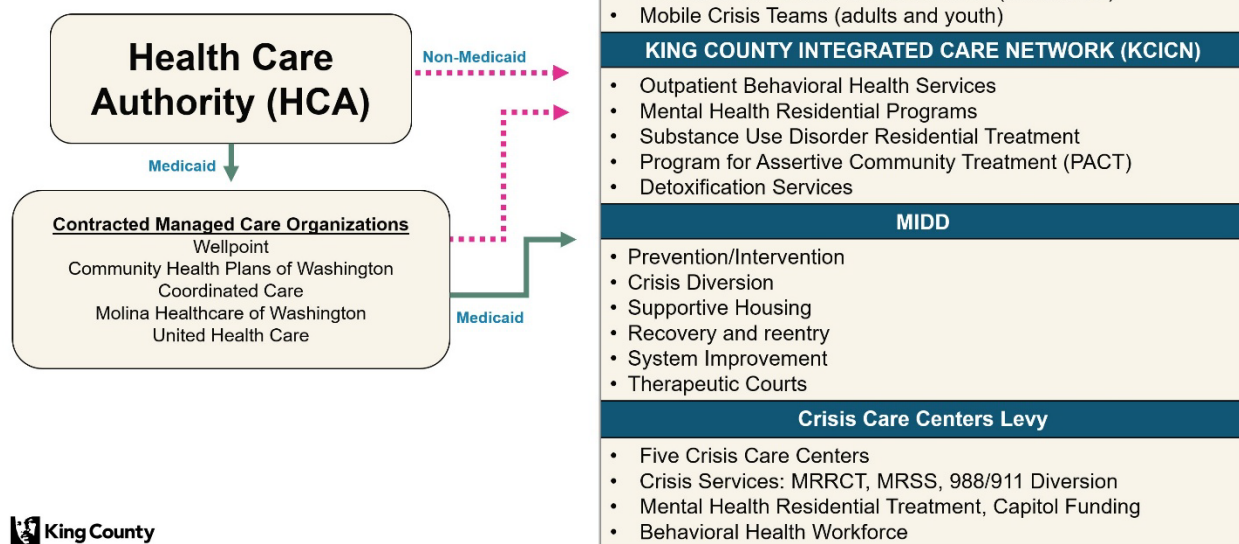 Health Care
Authority (HCA)
Non-Medicaid
Medicaid
Contracted Managed Care Organizations
Wellpoint
Community Health Plans of Washington
Coordinated Care
Molina Healthcare of Washington
United Health Care
Medicaid
King County
• Mobile Crisis Teams (adults and youth)
KING COUNTY INTEGRATED CARE NETWORK (KCICN)
• Outpatient Behavioral Health Services
• Mental Health Residential Programs
• Substance Use Disorder Residential Treatment
• Program for Assertive Community Treatment (PACT)
• Detoxification Services
MIDD
• Prevention/Intervention
• Crisis Diversion
• Supportive Housing
• Recovery and reentry
• System Improvement
• Therapeutic Courts
Crisis Care Centers Levy
• Five Crisis Care Centers
• Crisis Services: MRRCT, MRSS, 988/911 Diversion
• Mental Health Residential Treatment, Capitol Funding
• Behavioral Health Workforce